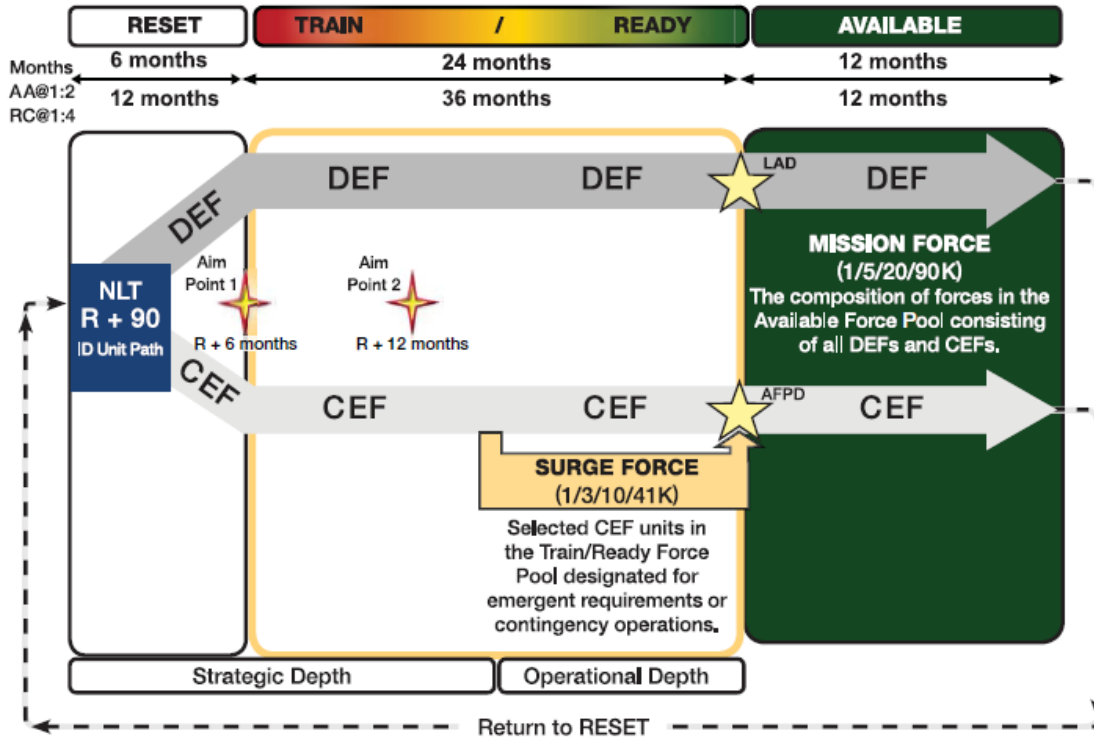 RESET
TRAIN / READY
AVAILABLE
Months
AA@1:2
RC@1:4
6 months
24 months
12 months
12 months
36 months
12 months
DEF
DEF
DEF
LAD
DEF
NLT
R + 90
ID Unit Path
Aim
Point 1
R + 6 months
Aim
Point 2
R + 12 months
MISSION FORCE
(1/5/20/90K)
The composition of forces in the
Available Force Pool consisting
of all DEFs and CEFs.
CEF
CEF
CEF
AFPD
CEF
SURGE FORCE
(1/3/10/41K)
Selected CEF units in
the Train/Ready Force
Pool designated for
emergent requirements or
contingency operations.
Strategic Depth
Operational Depth
Return to RESET